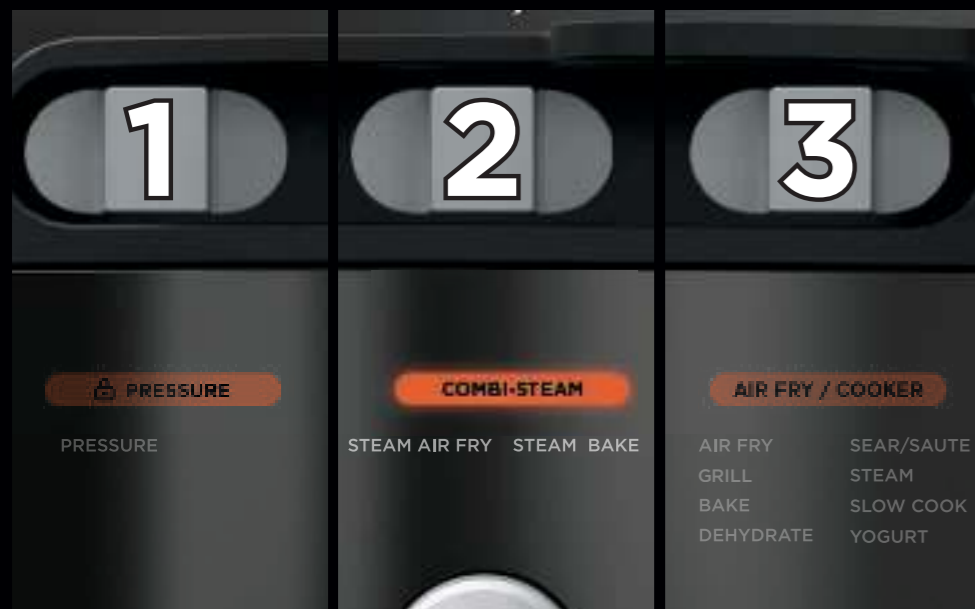 1
2
3
PRESSURE
COMBI-STEAM
AIR FRY / COOKER
PRESSURE
STEAM AIR FRY STEAM BAKE
AIR FRY SEAR/SAUTE
GRILL STEAM
BAKE SLOW COOK
DEHYDRATE YOGURT